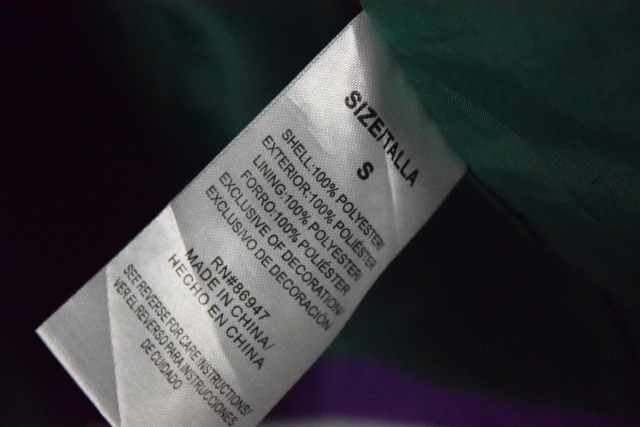 SIZE/TALLA
S
SHELL:100% POLYESTER/
EXTERIOR:100% POLIÉSTER
LINING:100% POLYESTER/
FORRO:100% POLIÉSTER
EXCLUSIVE OF DECORATION/
EXCLUSIVO DE DECORACIÓN
RN#86947
MADE IN CHINA/
HECHO EN CHINA
SEE REVERSE FOR CARE INSTRUCTIONS/
VER EL REVERSO PARA INSTRUCCIONES
DE CUIDADO